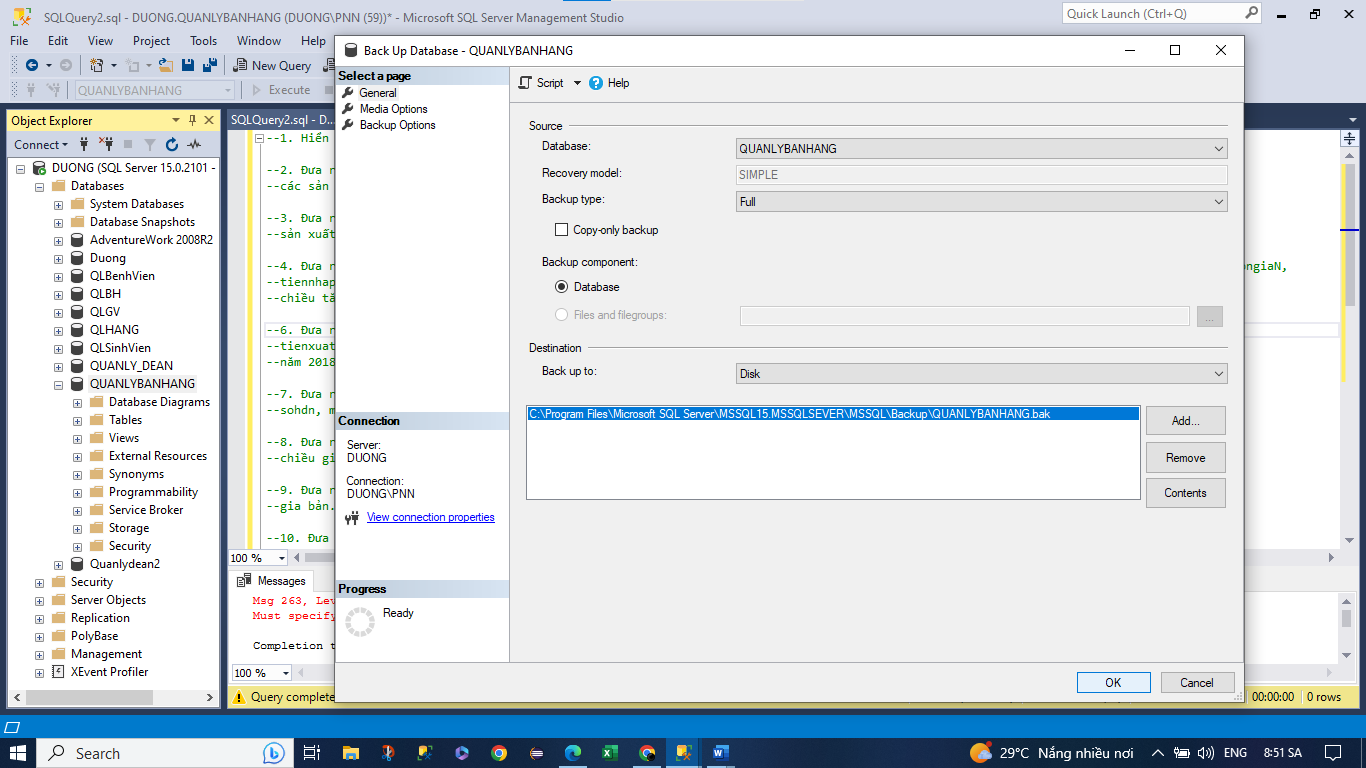 SQLQuery2.sql - DUONG.QUANLYBANHANG (DUONG\PNN (59))* - Microsoft SQL Server Management Studio
Quick Launch (Ctrl+Q)
File Edit View Project Tools Window Help
New Query
QUANLYBANHANG
Execute
Object Explorer
Connect
DUONG (SQL Server 15.0.2101 -
Databases
System Databases
Database Snapshots
AdventureWork 2008R2
Duong
QLBenhVien
QLBH
QLGV
QLHANG
QLSinhVien
QUANLY_DEAN
QUANLYBANHANG
Database Diagrams
Tables
Views
External Resources
Synonyms
Programmability
Service Broker
Storage
Security
Quanlydean2
Security
Server Objects
Replication
PolyBase
Management
XEvent Profiler
SQLQuery2.sql - D...
--1. Hiển
--2. Đưa
--các sản
--3. Đưa
--sản xuất
--4. Đưa
ongiaN,
--tiennhap
--chiều
--6. Đưa
--tienxuat
--năm 2018
--7. Đưa
--sohdn,
--8. Đưa
--chiều
--9. Đưa
--gia bán.
--10. Đưa
100 %
Messages
Msg 263,
Must specify
Completion
100 %
Query complete
00:00:00
0 rows
Back Up Database - QUANLYBANHANG
Select a page
General
Media Options
Backup Options
Connection
Server:
DUONG
Connection:
DUONG\PNN
View connection properties
Progress
Ready
Script
Help
Source
Database:
QUANLYBANHANG
Recovery model:
SIMPLE
Backup type:
Full
Copy-only backup
Backup component:
Database
Files and filegroups:
...
Destination
Back up to:
Disk
C:\Program Files\Microsoft SQL Server\MSSQL15.MSSQLSEVER\MSSQL\Backup\QUANLYBANHANG.bak
Add...
Remove
Contents
OK
Cancel
Search
29°C Nắng nhiều nơi
ENG
8:51 SA